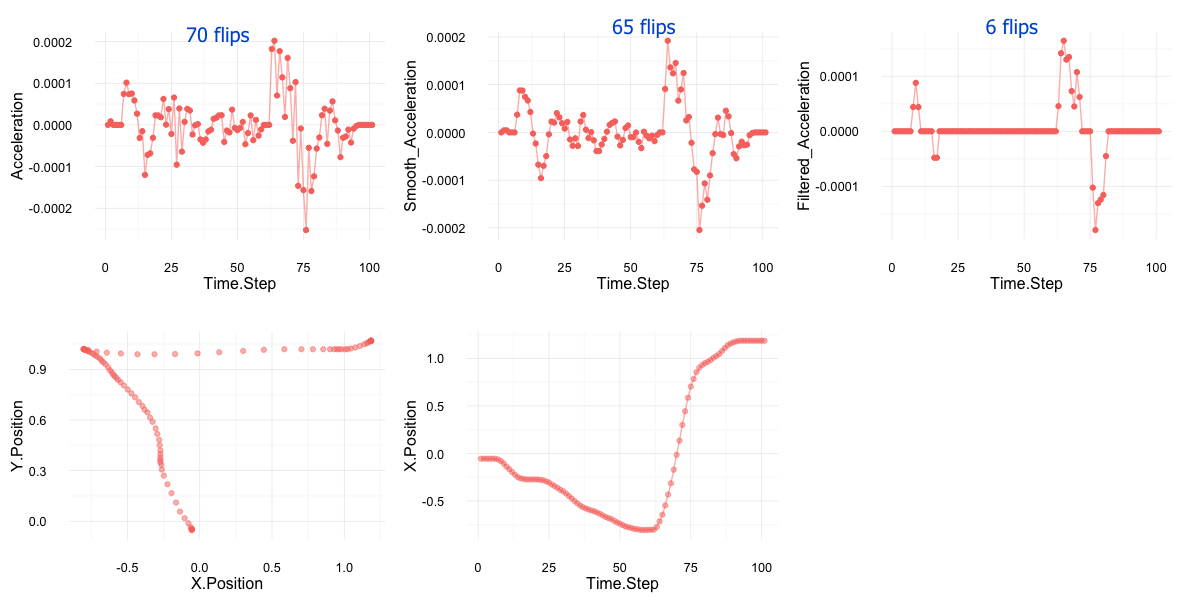 70 flips
65 flips
6 flips
Acceleration
0.0002
0.0001
0.0000
-0.0001
-0.0002
0 25 50 75 100
Time.Step
Smooth_Acceleration
0.0002
0.0001
0.0000
-0.0001
-0.0002
0 25 50 75 100
Time.Step
Filtered_Acceleration
0.0001
0.0000
-0.0001
0 25 50 75 100
Time.Step
Y.Position
0.9
0.6
0.3
0.0
-0.5 0.0 0.5 1.0
X.Position
X.Position
1.0
0.5
0.0
-0.5
0 25 50 75 100
Time.Step